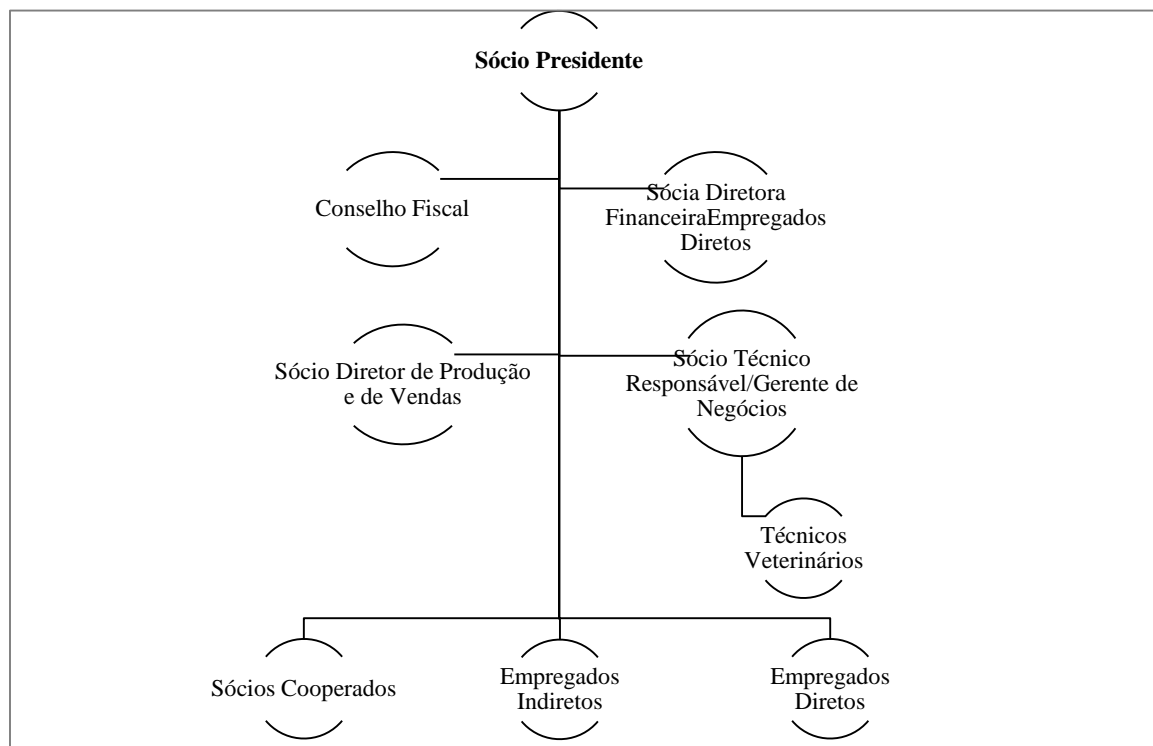 Sócio Presidente
Conselho Fiscal
Sócia Diretora
FinanceiraEmpregados
Diretos
Sócio Diretor de Produção
e de Vendas
Sócio Técnico
Responsável/Gerente de
Negócios
Técnicos
Veterinários
Sócios Cooperados
Empregados
Indiretos
Empregados
Diretos